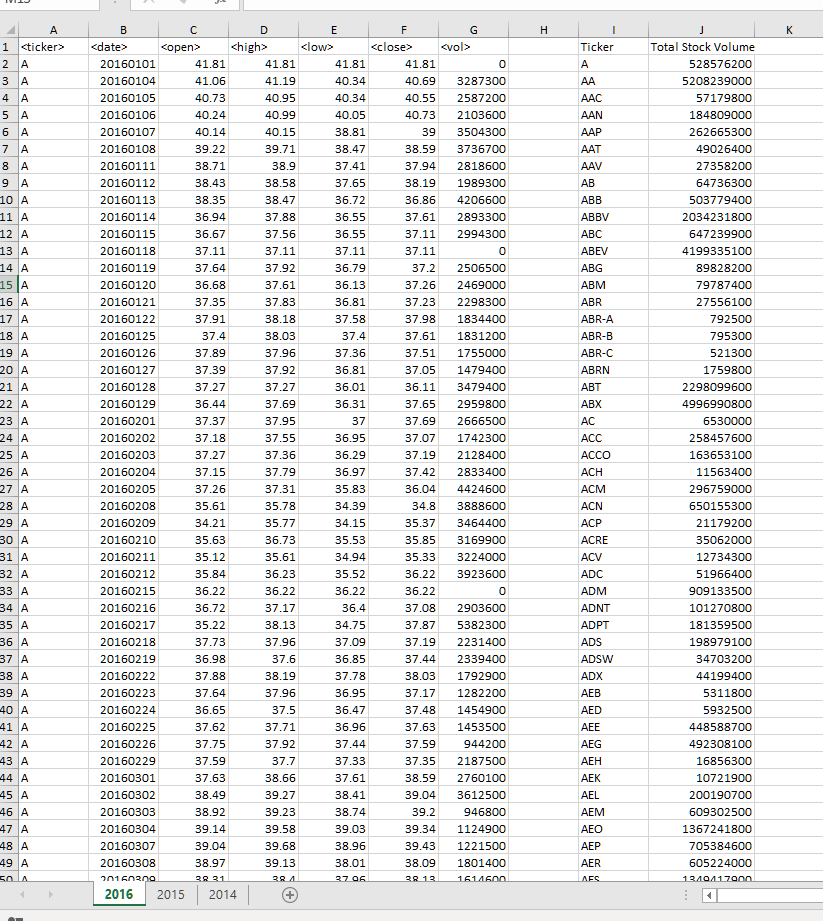 A B C D E F G H I J K
1 <ticker> <date> <open> <high> <low> <close> <vol> Ticker Total Stock Volume
2 A 20160101 41.81 41.81 41.81 41.81 0 A 528576200
3 A 20160104 41.06 41.19 40.34 40.69 3287300 AA 5208239000
4 A 20160105 40.73 40.95 40.34 40.55 2587200 AAC 57179800
5 A 20160106 40.24 40.99 40.05 40.73 2103600 AAN 184809000
6 A 20160107 40.14 40.15 38.81 39 3504300 AAP 262665300
7 A 20160108 39.22 39.71 38.47 38.59 3736700 AAT 49026400
8 A 20160111 38.71 38.9 37.41 37.94 2818600 AAV 27358200
9 A 20160112 38.43 38.58 37.65 38.19 1989300 AB 64736300
10 A 20160113 38.35 38.47 36.72 36.86 4206600 ABB 503779400
11 A 20160114 36.94 37.88 36.55 37.61 2893300 ABBV 2034231800
12 A 20160115 36.67 37.56 36.55 37.11 2994300 ABC 647239900
13 A 20160118 37.11 37.11 37.11 37.11 0 ABEV 4199335100
14 A 20160119 37.64 37.92 36.79 37.2 2506500 ABG 89828200
15 A 20160120 36.68 37.61 36.13 37.26 2469000 ABM 79787400
16 A 20160121 37.35 37.83 36.81 37.23 2298300 ABR 27556100
17 A 20160122 37.91 38.18 37.58 37.98 1834400 ABR-A 792500
18 A 20160125 37.4 38.03 37.4 37.61 1831200 ABR-B 795300
19 A 20160126 37.89 37.96 37.36 37.51 1755000 ABR-C 521300
20 A 20160127 37.39 37.92 36.81 37.05 1479400 ABRN 1759800
21 A 20160128 37.27 37.27 36.01 36.11 3479400 ABT 2298099600
22 A 20160129 36.44 37.69 36.31 37.65 2959800 ABX 4996990800
23 A 20160201 37.37 37.95 37 37.69 2666500 AC 6530000
24 A 20160202 37.18 37.55 36.95 37.07 1742300 ACC 258457600
25 A 20160203 37.27 37.36 36.29 37.19 2128400 ACCO 163653100
26 A 20160204 37.15 37.79 36.97 37.42 2833400 ACH 11563400
27 A 20160205 37.26 37.31 35.83 36.04 4424600 ACM 296759000
28 A 20160208 35.61 35.78 34.39 34.8 3888600 ACN 650155300
29 A 20160209 34.21 35.77 34.15 35.37 3464400 ACP 21179200
30 A 20160210 35.63 36.73 35.53 35.85 3169900 ACRE 35062000
31 A 20160211 35.12 35.61 34.94 35.33 3224000 ACV 12734300
32 A 20160212 35.84 36.23 35.52 36.22 3923600 ADC 51966400
33 A 20160215 36.22 36.22 36.22 36.22 0 ADM 909133500
34 A 20160216 36.72 37.17 36.4 37.08 2903600 ADNT 101270800
35 A 20160217 35.22 38.13 34.75 37.87 5382300 ADPT 181359500
36 A 20160218 37.73 37.96 37.09 37.19 2231400 ADS 198979100
37 A 20160219 36.98 37.6 36.85 37.44 2339400 ADSW 34703200
38 A 20160222 37.88 38.19 37.78 38.03 1792900 ADX 44199400
39 A 20160223 37.64 37.96 36.95 37.17 1282200 AEB 5311800
40 A 20160224 36.65 37.5 36.47 37.48 1454900 AED 5932500
41 A 20160225 37.62 37.71 36.96 37.63 1453500 AEE 448588700
42 A 20160226 37.75 37.92 37.44 37.59 944200 AEG 492308100
43 A 20160229 37.59 37.7 37.33 37.35 2187500 AEH 16856300
44 A 20160301 37.63 38.66 37.61 38.59 2760100 AEK 10721900
45 A 20160302 38.49 39.27 38.41 39.04 3612500 AEL 200190700
46 A 20160303 38.92 39.23 38.74 39.2 946800 AEM 609302500
47 A 20160304 39.14 39.58 39.03 39.34 1124900 AEO 1367241800
48 A 20160307 39.04 39.68 38.96 39.43 1221500 AEP 705384600
49 A 20160308 38.97 39.13 38.01 38.09 1801400 AER 605224000
50 A 20160309 38.31 38.4 37.96 38.13 1614600 AES 1349417900
2016 2015 2014